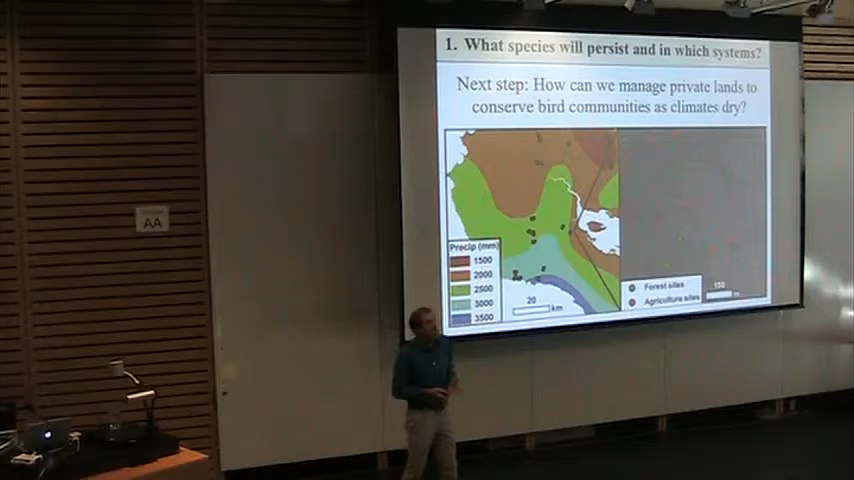 1. What species will persist and in which systems?
Next step: How can we manage private lands to
conserve bird communities as climates dry?
Precip (mm)
1500
2000
2500
3000
3500
20
km
Forest sites
Agriculture sites
150
AA